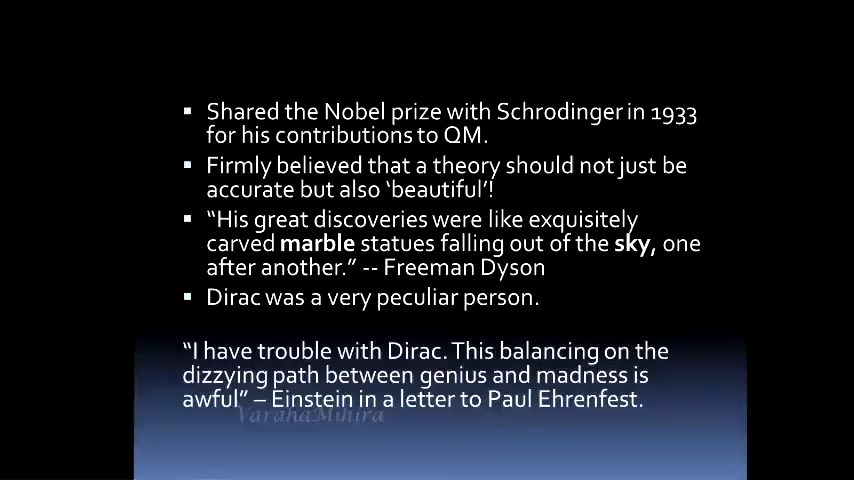 ▪ Shared the Nobel prize with Schrodinger in 1933
for his contributions to QM.
▪ Firmly believed that a theory should not just be
accurate but also ‘beautiful’!
▪ “His great discoveries were like exquisitely
carved marble statues falling out of the sky, one
after another.” -- Freeman Dyson
▪ Dirac was a very peculiar person.
“I have trouble with Dirac. This balancing on the
dizzying path between genius and madness is
awful” – Einstein in a letter to Paul Ehrenfest.
VarahaMihira